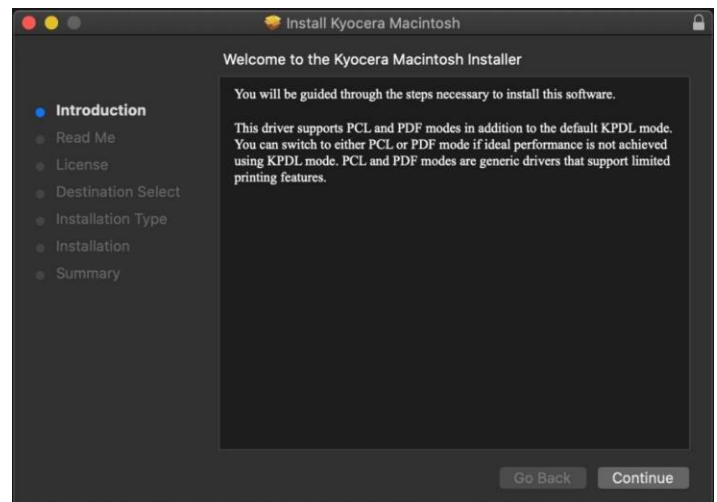 Install Kyocera Macintosh
Welcome to the Kyocera Macintosh Installer
Introduction
Read Me
License
Destination Select
Installation Type
Installation
Summary
You will be guided through the steps necessary to install this software.
This driver supports PCL and PDF modes in addition to the default KPDL mode.
You can switch to either PCL or PDF mode if ideal performance is not achieved
using KPDL mode. PCL and PDF modes are generic drivers that support limited
printing features.
Go Back
Continue